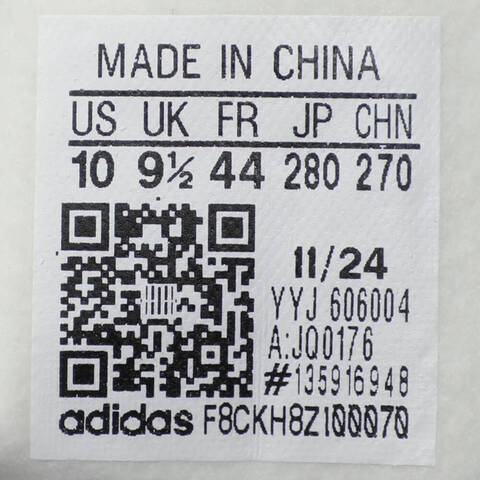 MADE IN CHINA
US UK FR JP CHN
10 9½ 44 280 270
11/24
YYJ 606004
A:JQ0176
#135916948
adidas F8CKH8Z100070